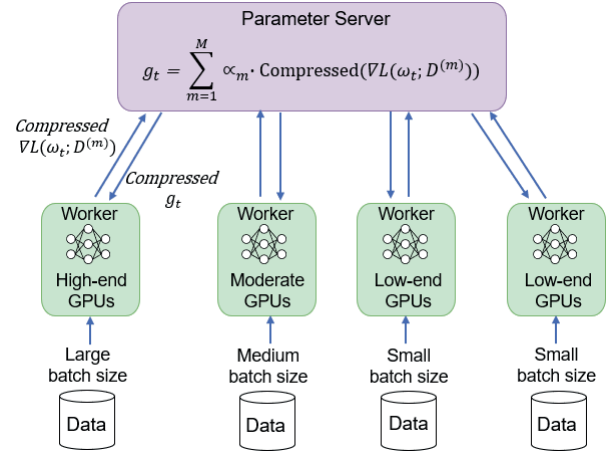 Parameter Server
g_t = \sum_{m=1}^{M} ∝_m · Compressed(∇L(ω_t; D^{(m)}))
Compressed
∇L(ω_t; D^{(m)})
Compressed
g_t
Worker
High-end
GPUs
Worker
Moderate
GPUs
Worker
Low-end
GPUs
Worker
Low-end
GPUs
Large
batch size
Medium
batch size
Small
batch size
Small
batch size
Data
Data
Data
Data